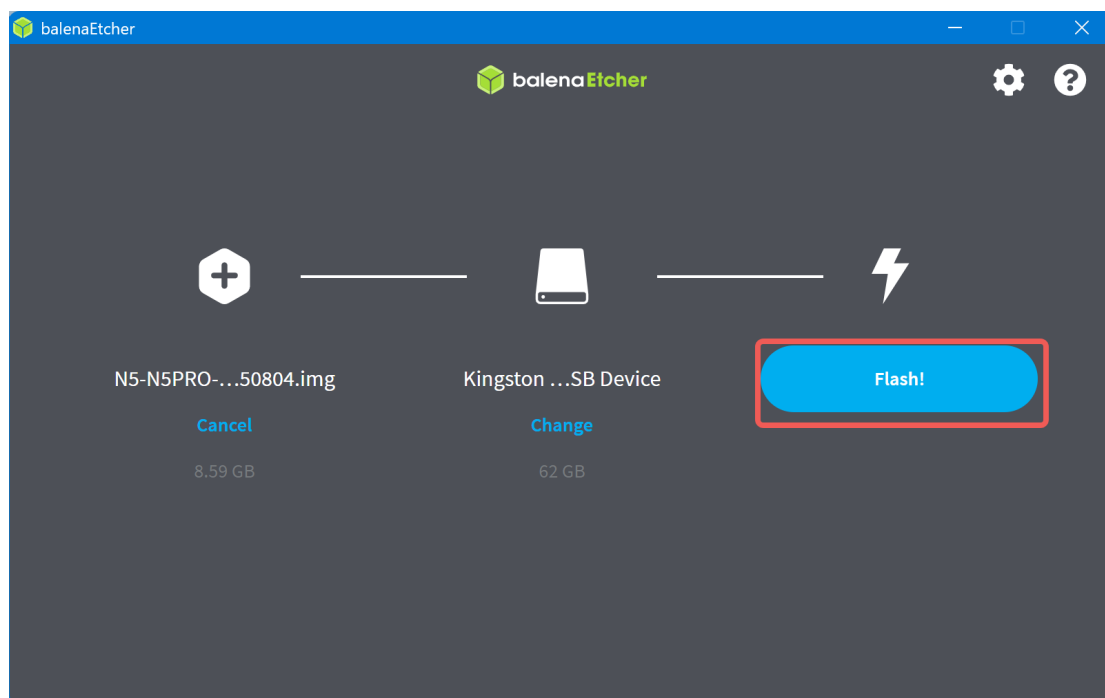 balenaEtcher
balenaEtcher
N5-N5PRO-...50804.img
Kingston ...SB Device
Flash!
Cancel
Change
8.59 GB
62 GB